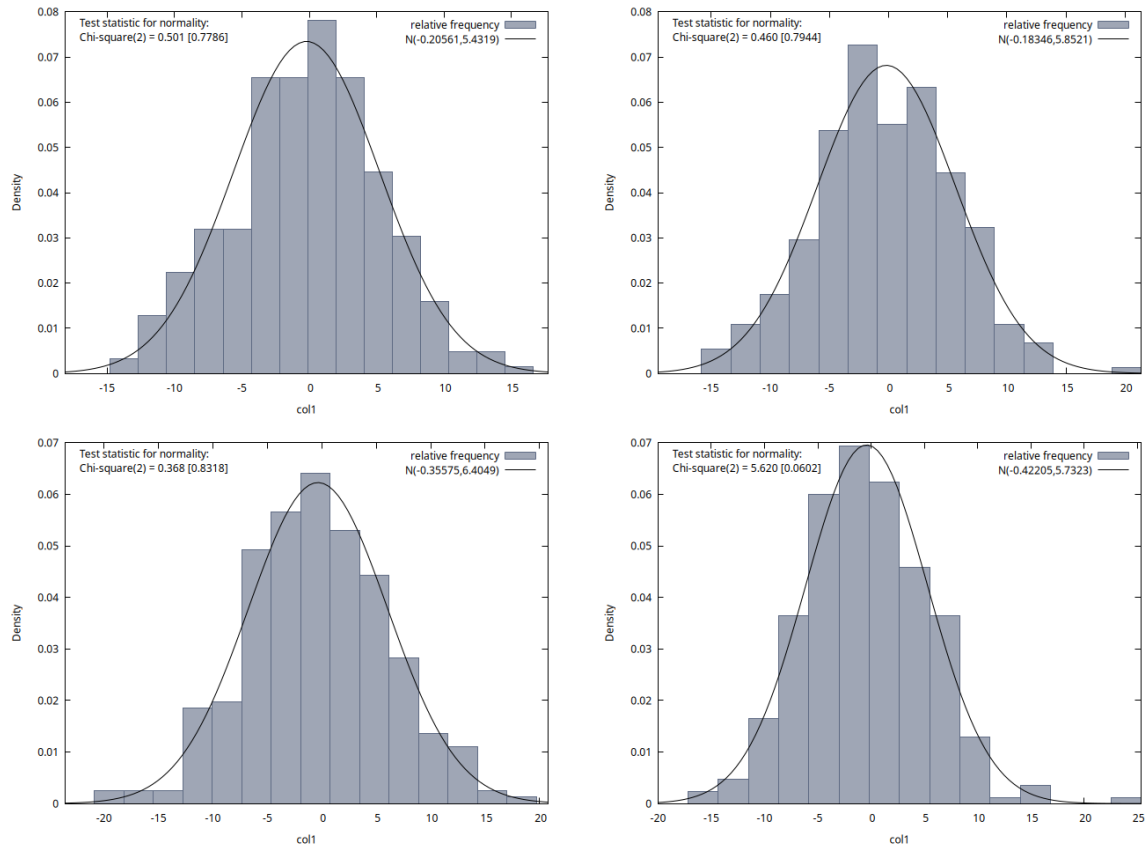 Test statistic for normality:
Chi-square(2) = 0.501 [0.7786]
relative frequency
N(-0.20561,5.4319)
0.08
0.07
0.06
0.05
0.04
0.03
0.02
0.01
0
Density
-15 -10 -5 0 5 10 15
col1
Test statistic for normality:
Chi-square(2) = 0.460 [0.7944]
relative frequency
N(-0.18346,5.8521)
0.08
0.07
0.06
0.05
0.04
0.03
0.02
0.01
0
Density
-15 -10 -5 0 5 10 15 20
col1
Test statistic for normality:
Chi-square(2) = 0.368 [0.8318]
relative frequency
N(-0.35575,6.4049)
0.07
0.06
0.05
0.04
0.03
0.02
0.01
0
Density
-20 -15 -10 -5 0 5 10 15 20
col1
Test statistic for normality:
Chi-square(2) = 5.620 [0.0602]
relative frequency
N(-0.42205,5.7323)
0.07
0.06
0.05
0.04
0.03
0.02
0.01
0
Density
-20 -15 -10 -5 0 5 10 15 20 25
col1